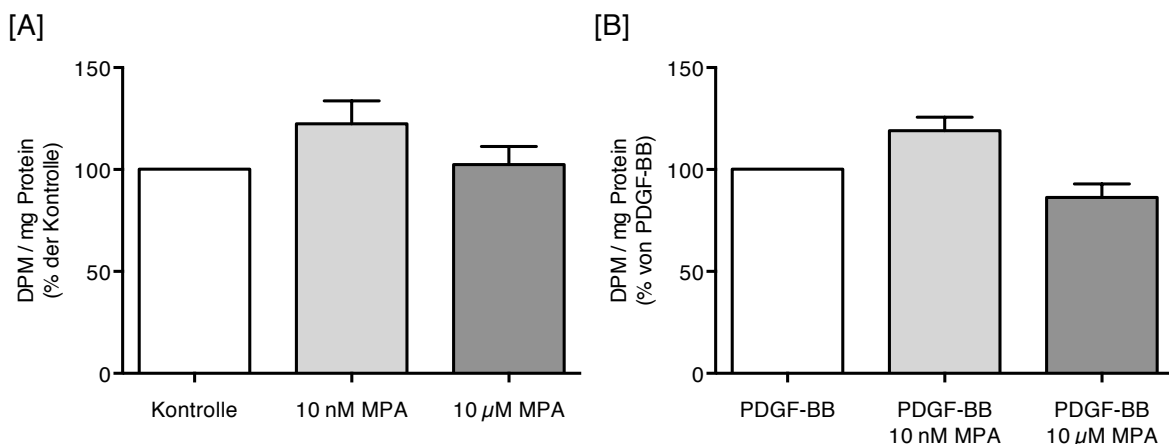 [A]
DPM / mg Protein
(% der Kontrolle)
150
100
50
0
Kontrolle
10 nM MPA
10 µM MPA
[B]
DPM / mg Protein
(% von PDGF-BB)
150
100
50
0
PDGF-BB
PDGF-BB
10 nM MPA
PDGF-BB
10 µM MPA